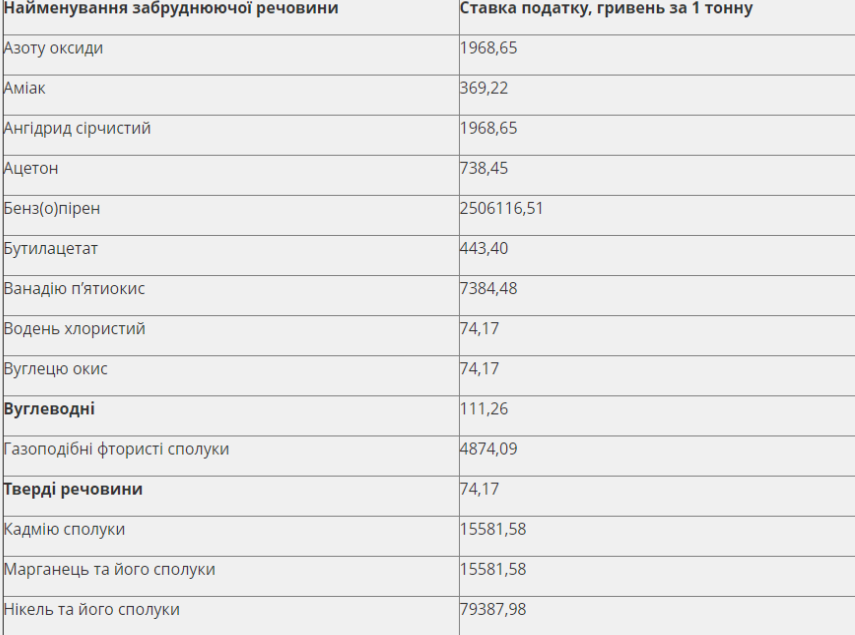 Найменування забруднюючої речовини Ставка податку, гривень за 1 тонну
Азоту оксиди 1968,65
Аміак 369,22
Ангідрид сірчистий 1968,65
Ацетон 738,45
Бенз(о)пірен 2506116,51
Бутилацетат 443,40
Ванадію п’ятиокис 7384,48
Водень хлористий 74,17
Вуглецю окис 74,17
Вуглеводні 111,26
Газоподібні фтористі сполуки 4874,09
Тверді речовини 74,17
Кадмію сполуки 15581,58
Марганець та його сполуки 15581,58
Нікель та його сполуки 79387,98